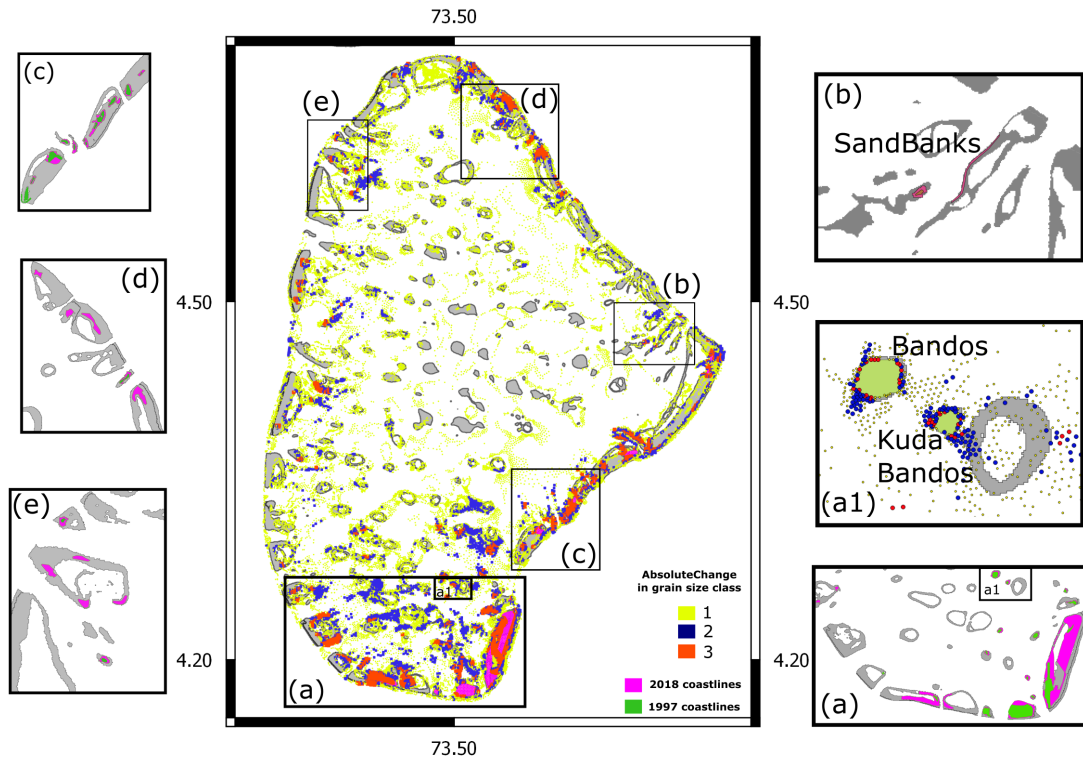 73.50
(c)
(d)
(e)
(e)
(d)
(b)
(c)
(a)
a1
4.50
4.20
AbsoluteChange
in grain size class
1
2
3
2018 coastlines
1997 coastlines
73.50
(b)
SandBanks
4.50
Bandos
Kuda
Bandos
(a1)
a1
4.20
(a)